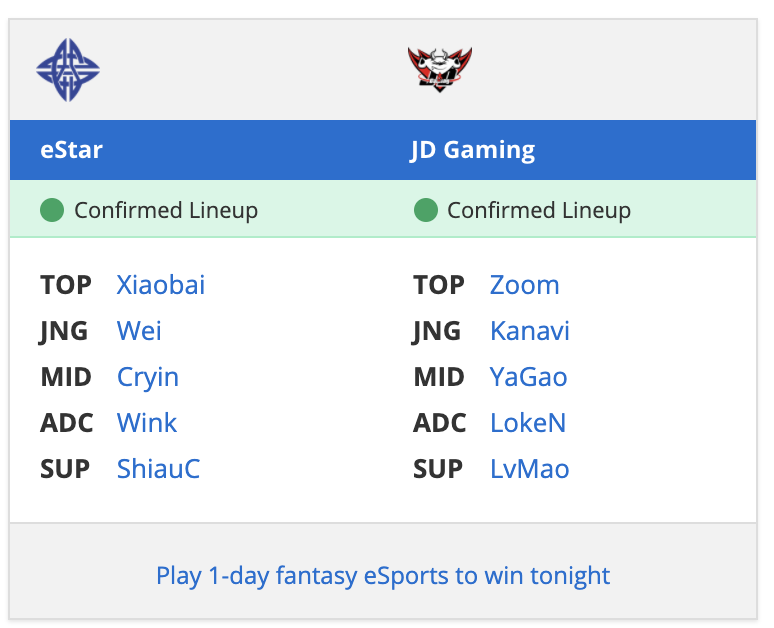 eStar JD Gaming
Confirmed Lineup Confirmed Lineup
TOP Xiaobai TOP Zoom
JNG Wei JNG Kanavi
MID Cryin MID YaGao
ADC Wink ADC LokeN
SUP ShiauC SUP LvMao
Play 1-day fantasy eSports to win tonight